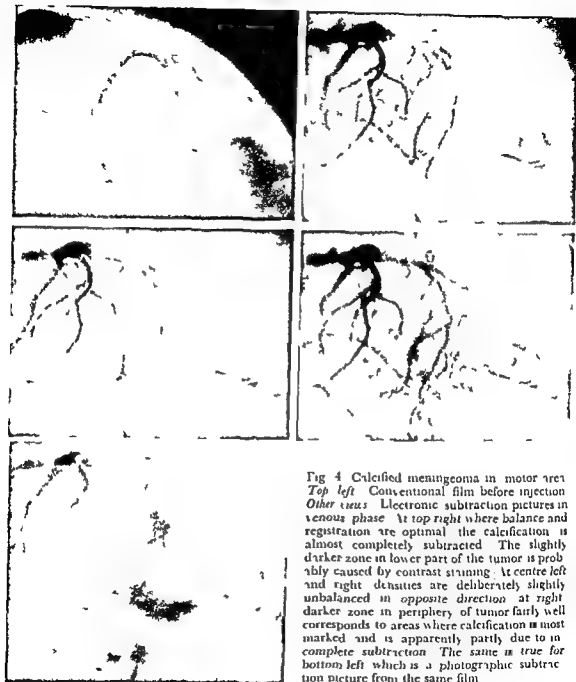 Fig 4 Calcified meningeoma in motor area
Top left Conventional film before injection
Other views Electronic subtraction pictures in
venous phase At top right where balance and
registration are optimal the calcification is
almost completely subtracted The slightly
darker zone in lower part of the tumor is prob
ably caused by contrast staining At centre left
and right densities are deliberately slightly
unbalanced in opposite direction at right
darker zone in periphery of tumor fairly well
corresponds to areas where calcification is most
marked and is apparently partly due to in
complete subtraction The same is true for
bottom left which is a photographic subtrac
tion picture from the same film